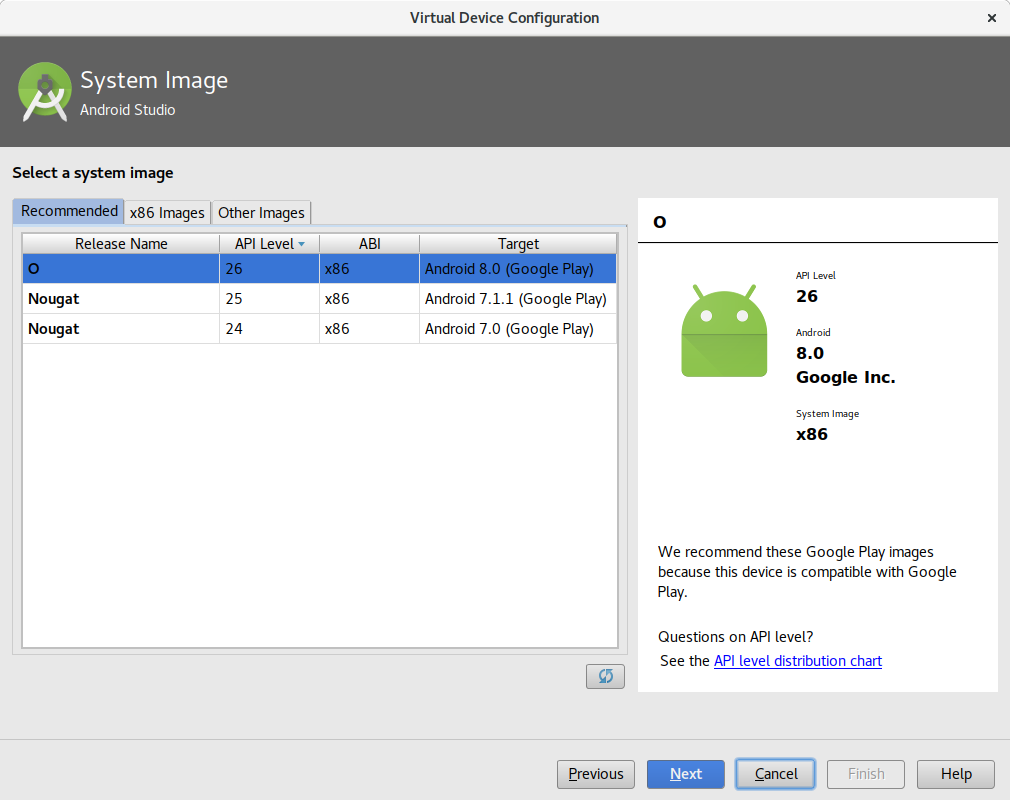 Virtual Device Configuration
System Image
Android Studio
Select a system image
Recommended x86 Images Other Images
Release Name API Level ABI Target
O 26 x86 Android 8.0 (Google Play)
Nougat 25 x86 Android 7.1.1 (Google Play)
Nougat 24 x86 Android 7.0 (Google Play)
O
API Level
26
Android
8.0
Google Inc.
System Image
x86
We recommend these Google Play images
because this device is compatible with Google
Play.
Questions on API level?
See the API level distribution chart
Previous Next Cancel Finish Help